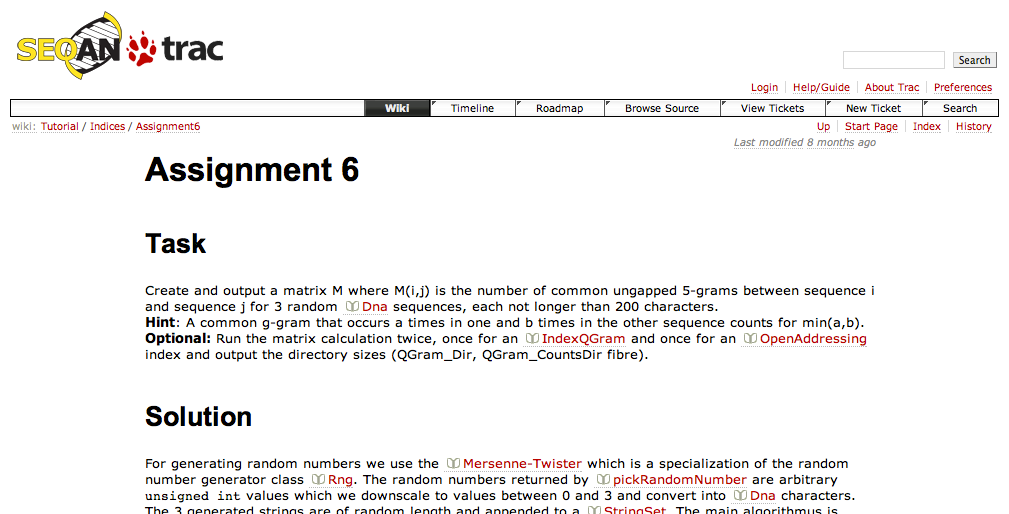 SEQAN trac
Search
Login Help/Guide About Trac Preferences
Wiki Timeline Roadmap Browse Source View Tickets New Ticket Search
wiki: Tutorial / Indices / Assignment6 Up Start Page Index History
Last modified 8 months ago
Assignment 6
Task
Create and output a matrix M where M(i,j) is the number of common ungapped 5-grams between sequence i
and sequence j for 3 random Dna sequences, each not longer than 200 characters.
Hint: A common g-gram that occurs a times in one and b times in the other sequence counts for min(a,b).
Optional: Run the matrix calculation twice, once for an IndexQGram and once for an OpenAddressing
index and output the directory sizes (QGram_Dir, QGram_CountsDir fibre).
Solution
For generating random numbers we use the Mersenne-Twister which is a specialization of the random
number generator class Rng. The random numbers returned by pickRandomNumber are arbitrary
unsigned int values which we downscale to values between 0 and 3 and convert into Dna characters.
The 3 generated strings are of random length and appended to a StringSet. The main algorithmus is